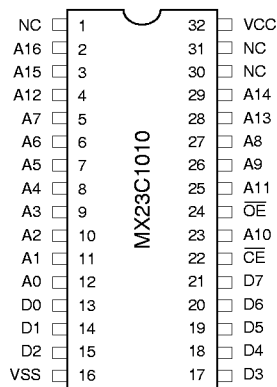 NC 1 32 VCC
A16 2 31 NC
A15 3 30 NC
A12 4 29 A14
A7 5 28 A13
A6 6 27 A8
A5 7 26 A9
A4 8 25 A11
A3 9 24 OE
A2 10 23 A10
A1 11 22 CE
A0 12 21 D7
D0 13 20 D6
D1 14 19 D5
D2 15 18 D4
VSS 16 17 D3
MX23C1010